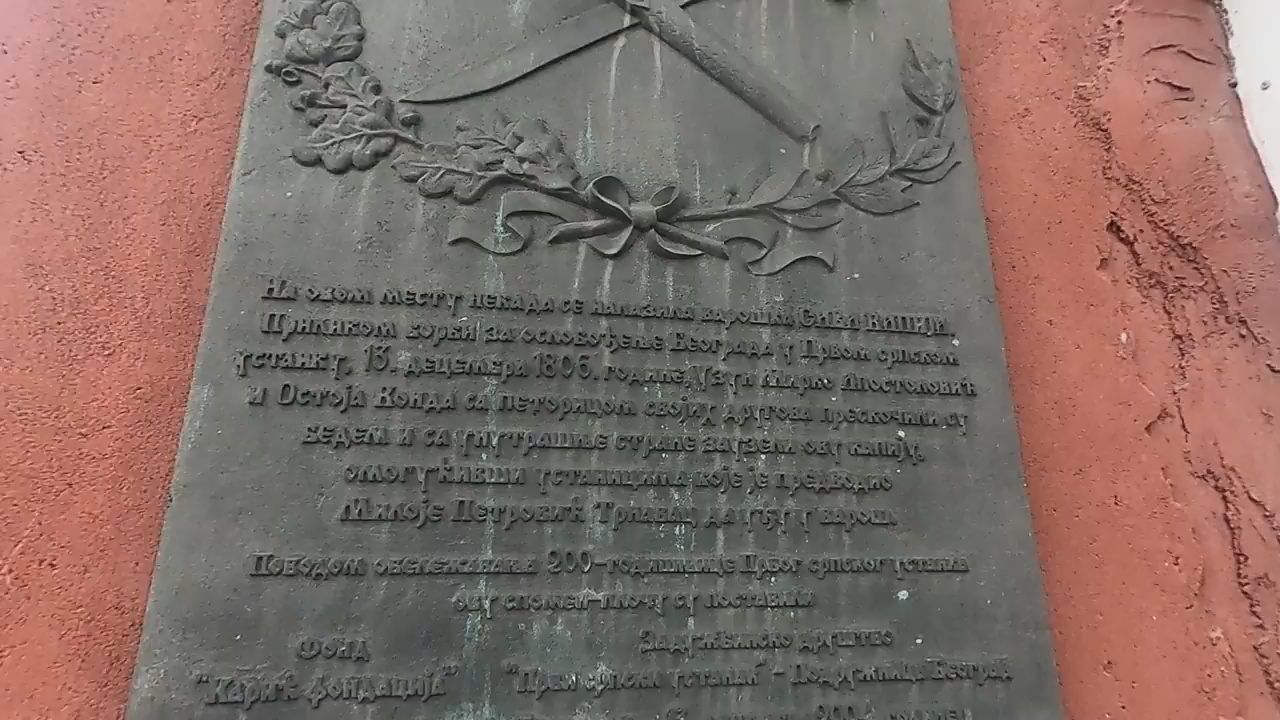 На овом месту некада се налазила варошка Сава капија.
Приликом борби за ослобођење Београда у Првом српском
устанку, 13. децембра 1806. године, Узун Мирко Апостоловић
и Остоја Конда са петорицом својих другова прескочили су
бедем и са унутрашње стране заузели ову капију,
омогућивши устаницима које је предводио
Милоје Петровић Трнавац да уђу у варош.
Поводом обележавања 200-годишњице Првог српског устанка
ову спомен-плочу су поставили
Фонд
Задужбинско друштво
"Карић фондација"
"Први српски устанак" - Подружница Београд
2004